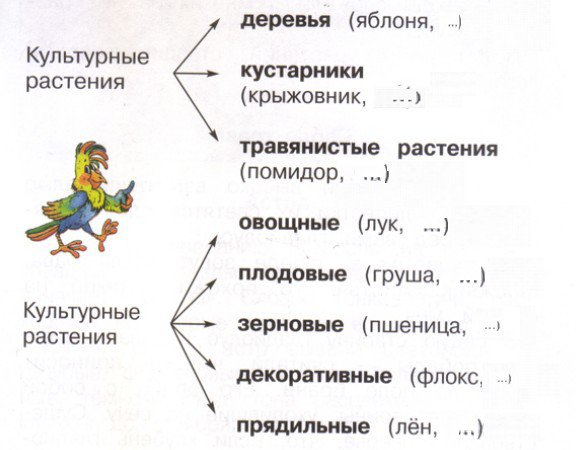 деревья (яблоня, ...)
Культурные
растения
кустарники
(крыжовник, ...)
травянистые растения
(помидор, ...)
овощные (лук, ...)
плодовые (груша, ...)
Культурные
растения
зерновые (пшеница, ...)
декоративные (флокс, ...)
прядильные (лён, ...)